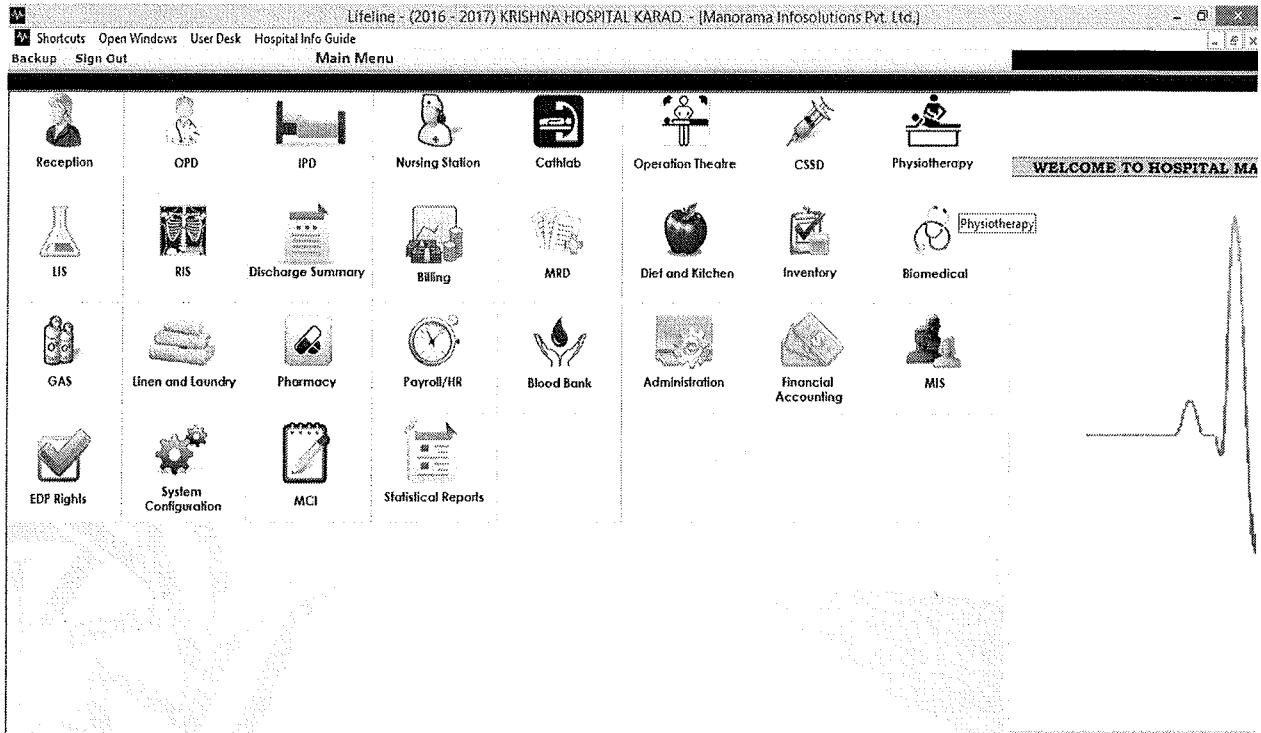 Lifeline - (2016 - 2017) KRISHNA HOSPITAL KARAD. - [Manorama Infosolutions Pvt. Ltd.]
Shortcuts Open Windows User Desk Hospital Info Guide
Backup Sign Out Main Menu
Reception OPD IPD Nursing Station Cathlab Operation Theatre CSSD Physiotherapy
WELCOME TO HOSPITAL MA
Physiotherapy
LIS RIS Discharge Summary Billing MRD Diet and Kitchen Inventory Biomedical
GAS Linen and Laundry Pharmacy Payroll/HR Blood Bank Administration Financial Accounting MIS
EDP Rights System Configuration MCI Statistical Reports